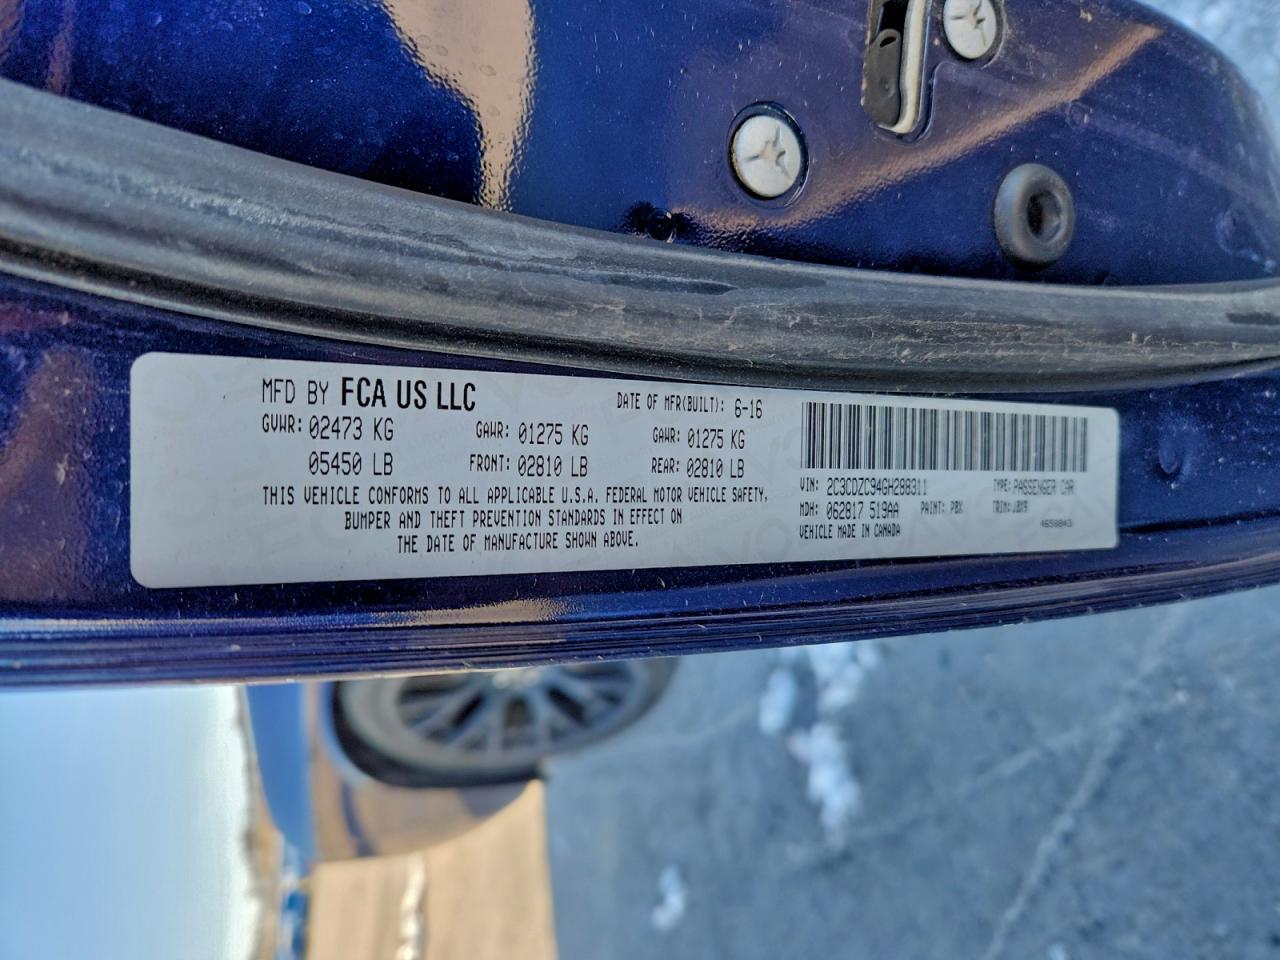 MFD BY FCA US LLC
DATE OF MFR(BUILT): 6-16
GVWR: 02473 KG
GAWR: 01275 KG
GAWR: 01275 KG
05450 LB
FRONT: 02810 LB
REAR: 02810 LB
THIS VEHICLE CONFORMS TO ALL APPLICABLE U.S.A. FEDERAL MOTOR VEHICLE SAFETY,
BUMPER AND THEFT PREVENTION STANDARDS IN EFFECT ON
THE DATE OF MANUFACTURE SHOWN ABOVE.
VIN: 2C3CDZC94GH288311
TYPE: PASSENGER CAR
MDH: 062817 519AA
PAINT: PBX
TRIM: JBX9
VEHICLE MADE IN CANADA